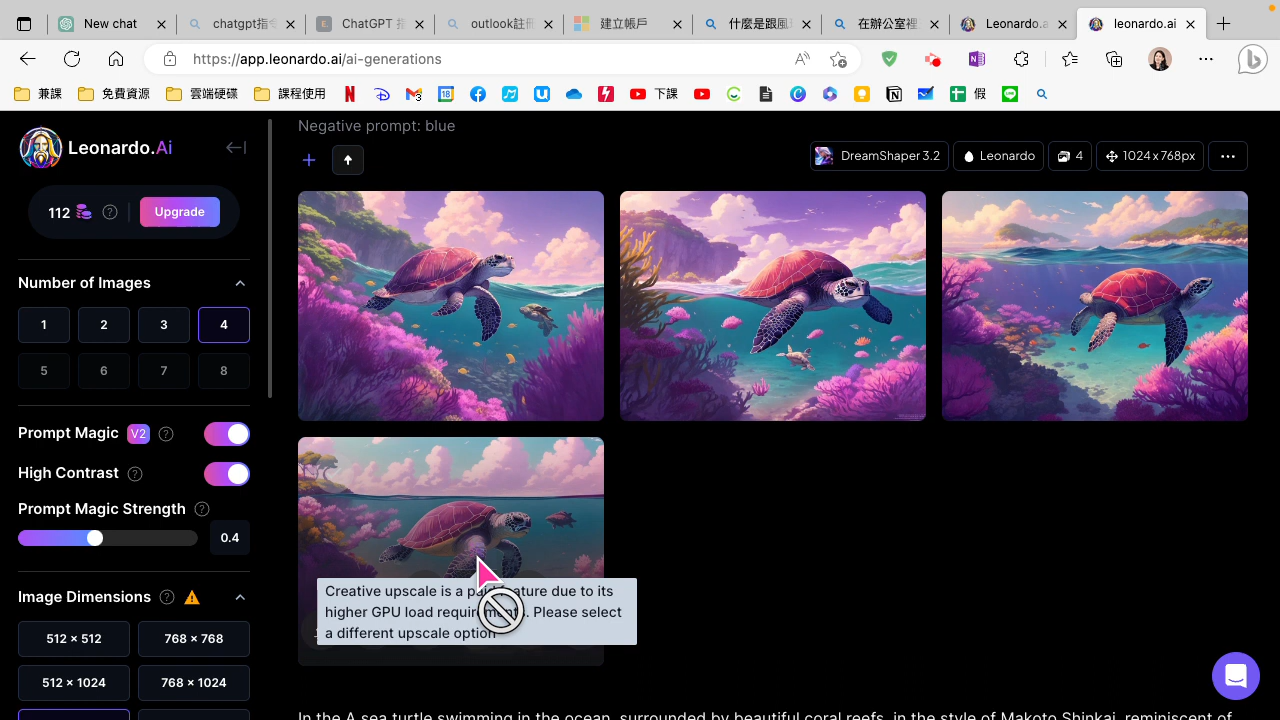 New chat
chatgpt指令
ChatGPT 指
outlook註冊
建立帳戶
什麼是跟風
在辦公室裡
Leonardo.a
leonardo.ai
https://app.leonardo.ai/ai-generations
兼課
免費資源
雲端硬碟
課程使用
下課
假
Leonardo.Ai
Negative prompt: blue
DreamShaper 3.2
Leonardo
4
1024 x 768px
112
Upgrade
Number of Images
1 2 3 4
5 6 7 8
Prompt Magic V2
High Contrast
Prompt Magic Strength
0.4
Image Dimensions
512 × 512 768 × 768
512 × 1024 768 × 1024
Creative upscale is a paid feature due to its
higher GPU load requirements. Please select
a different upscale option
In the A sea turtle swimming in the ocean, surrounded by beautiful coral reefs, in the style of Makoto Shinkai, reminiscent of